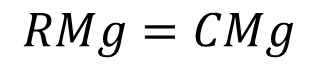 RMg = CMg